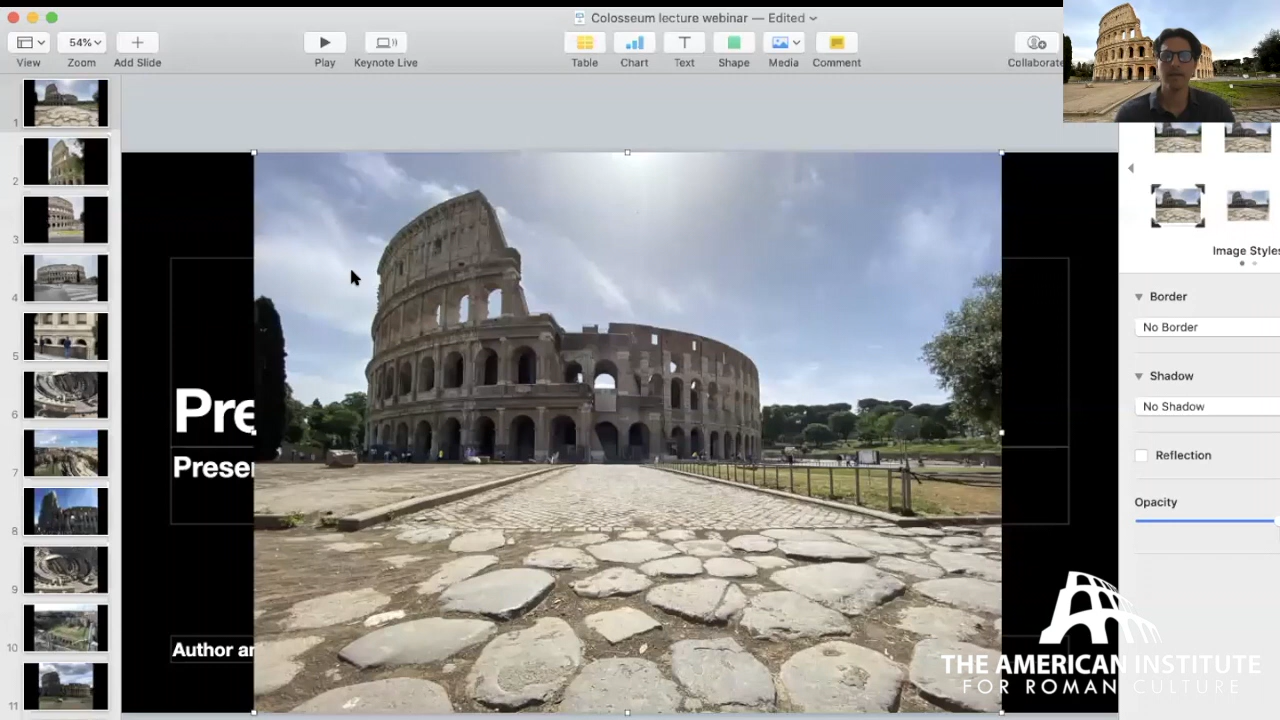 Colosseum lecture webinar — Edited
54%
View
Zoom
Add Slide
Play
Keynote Live
Table
Chart
Text
Shape
Media
Comment
Collaborate
1
2
3
4
5
6
7
8
9
10
11
Pre
Presen
Author an
Image Styles
Border
No Border
Shadow
No Shadow
Reflection
Opacity
THE AMERICAN INSTITUTE
FOR ROMAN CULTURE